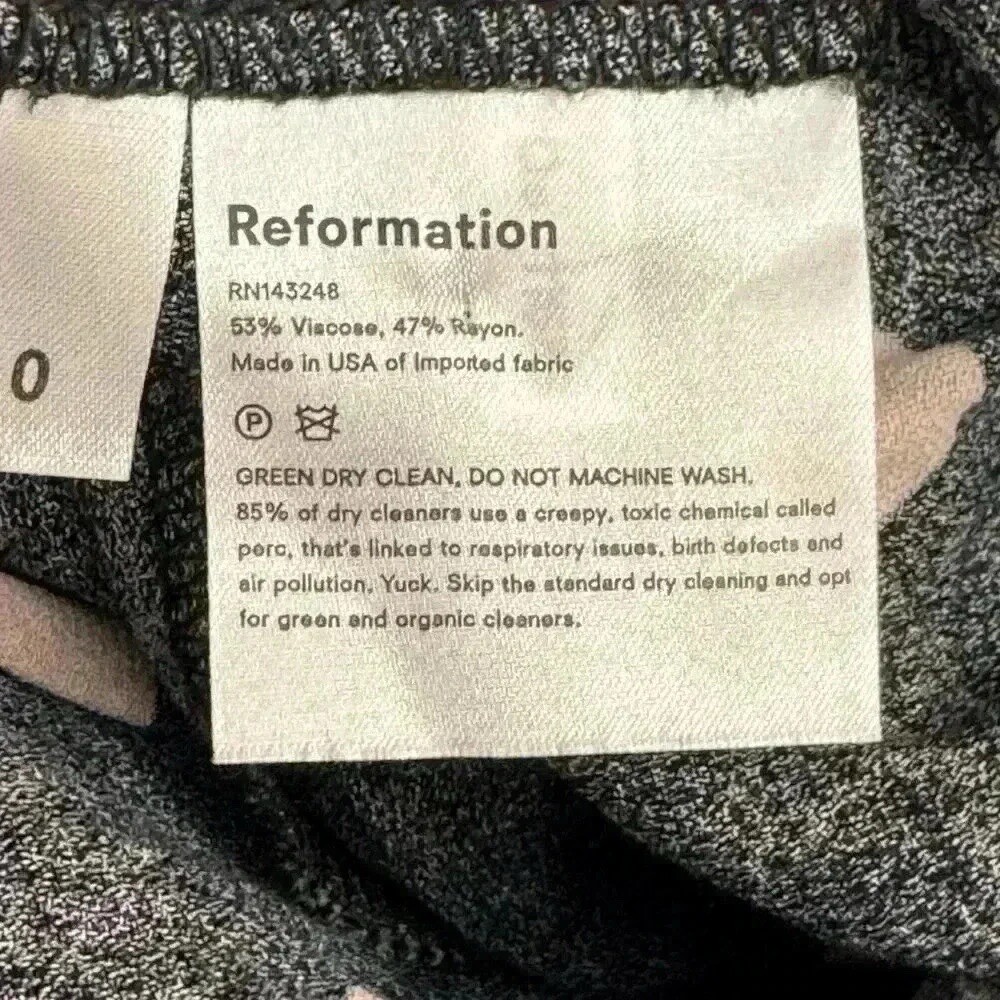 0
Reformation
RN143248
53% Viscose, 47% Rayon.
Made in USA of Imported fabric
P
GREEN DRY CLEAN, DO NOT MACHINE WASH.
85% of dry cleaners use a creepy, toxic chemical called
perc, that's linked to respiratory issues, birth defects and
air pollution. Yuck. Skip the standard dry cleaning and opt
for green and organic cleaners.